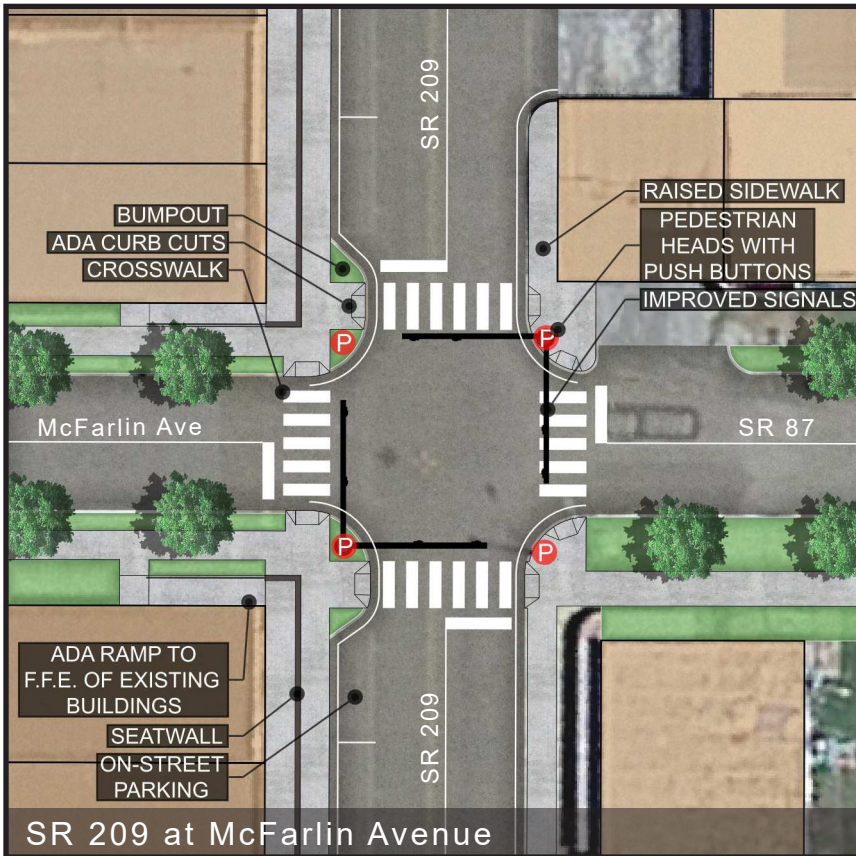 SR 209
RAISED SIDEWALK
BUMPOUT
PEDESTRIAN
HEADS WITH
PUSH BUTTONS
ADA CURB CUTS
CROSSWALK
IMPROVED SIGNALS
P
P
McFarlin Ave
SR 87
P
P
ADA RAMP TO
F.F.E. OF EXISTING
BUILDINGS
SEATWALL
ON-STREET
PARKING
SR 209
SR 209 at McFarlin Avenue